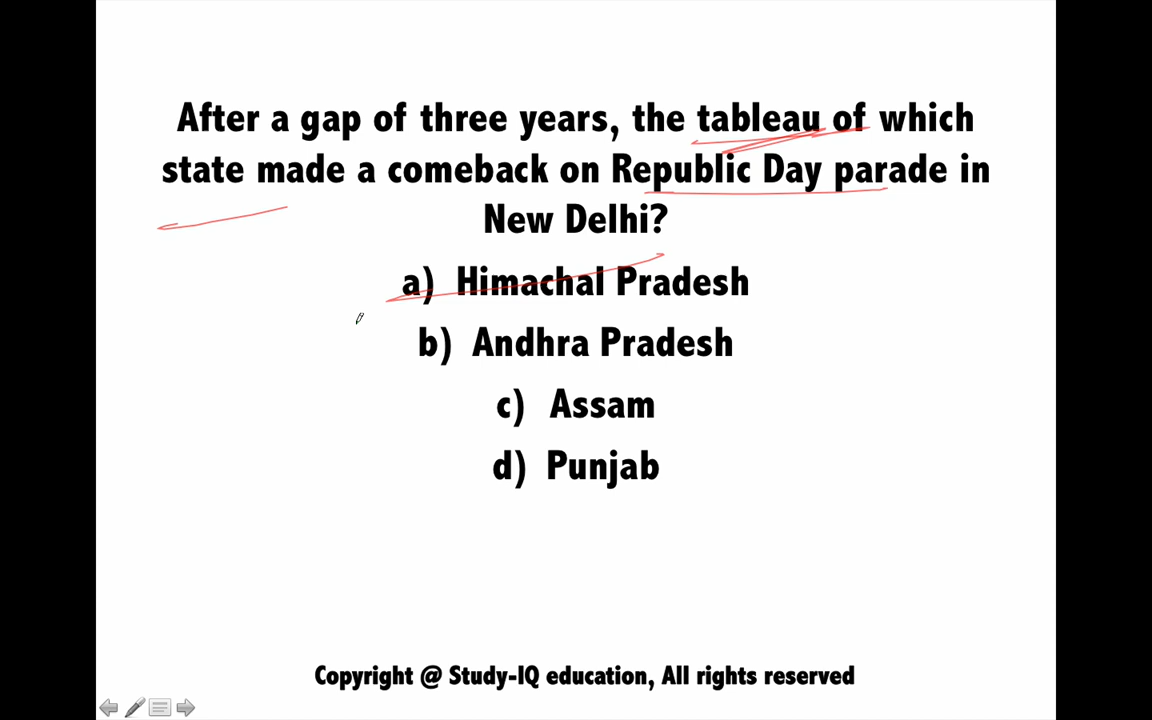 After a gap of three years, the tableau of which
state made a comeback on Republic Day parade in
New Delhi?
a) Himachal Pradesh
b) Andhra Pradesh
c) Assam
d) Punjab
Copyright @ Study-IQ education, All rights reserved